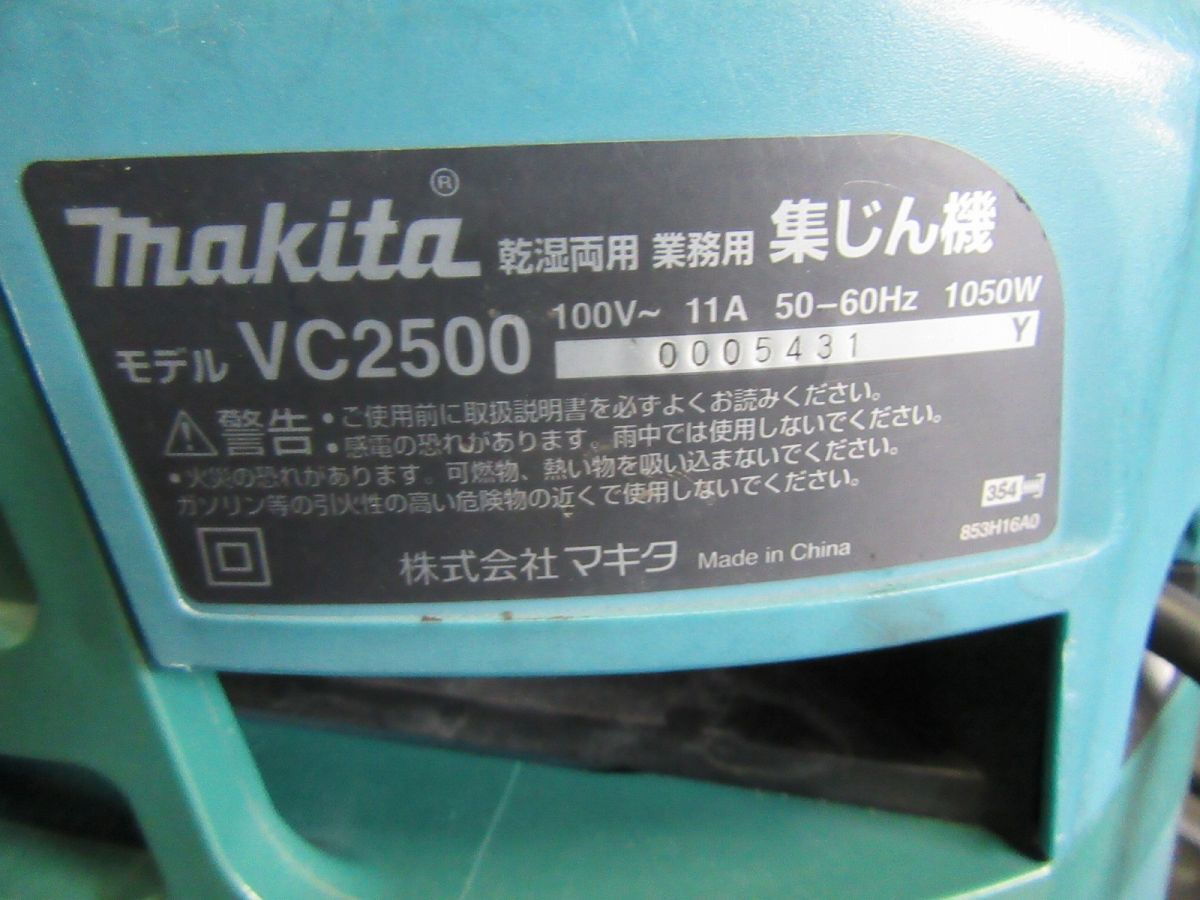 makita® 乾湿両用 業務用 集じん機
100V~ 11A 50-60Hz 1050W
モデル VC2500 0005431 Y
⚠警告 ・ご使用前に取扱説明書を必ずよくお読みください。
・感電の恐れがあります。雨中では使用しないでください。
・火災の恐れがあります。可燃物、熱い物を吸い込まないでください。
ガソリン等の引火性の高い危険物の近くで使用しないでください。
354
853H16A0
株式会社マキタ Made in China